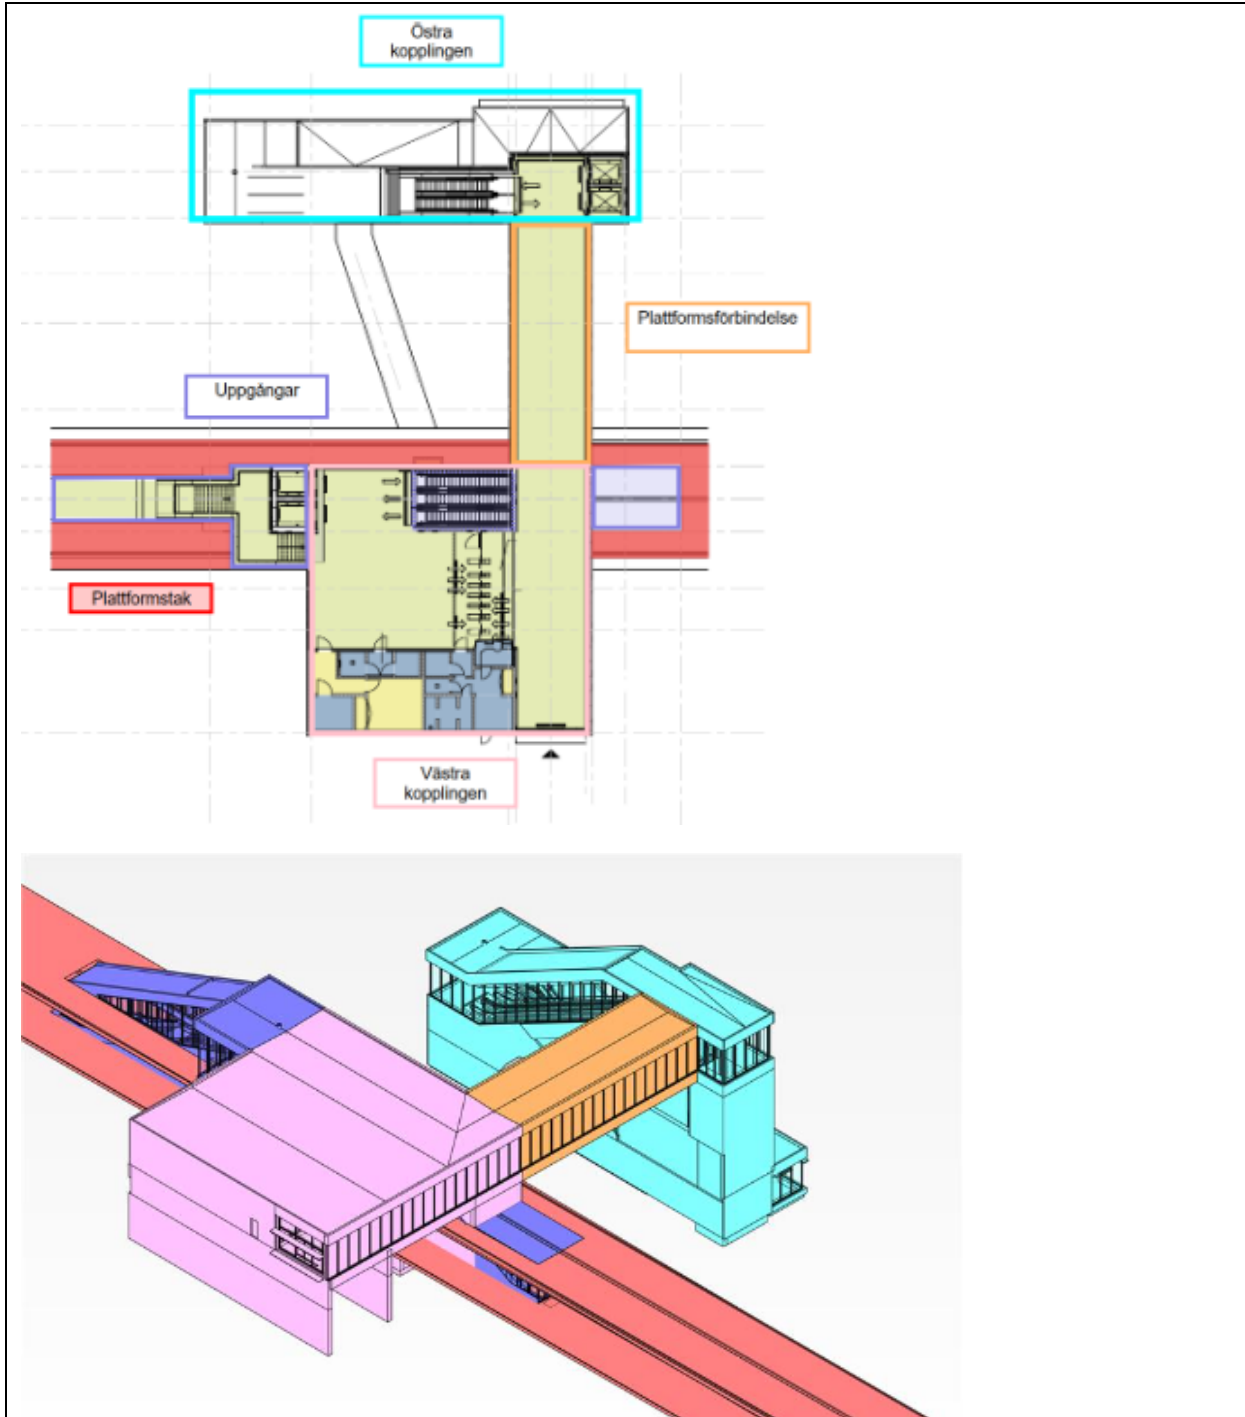 Östra
kopplingen
Plattformsförbindelse
Uppgångar
Plattformstak
Västra
kopplingen